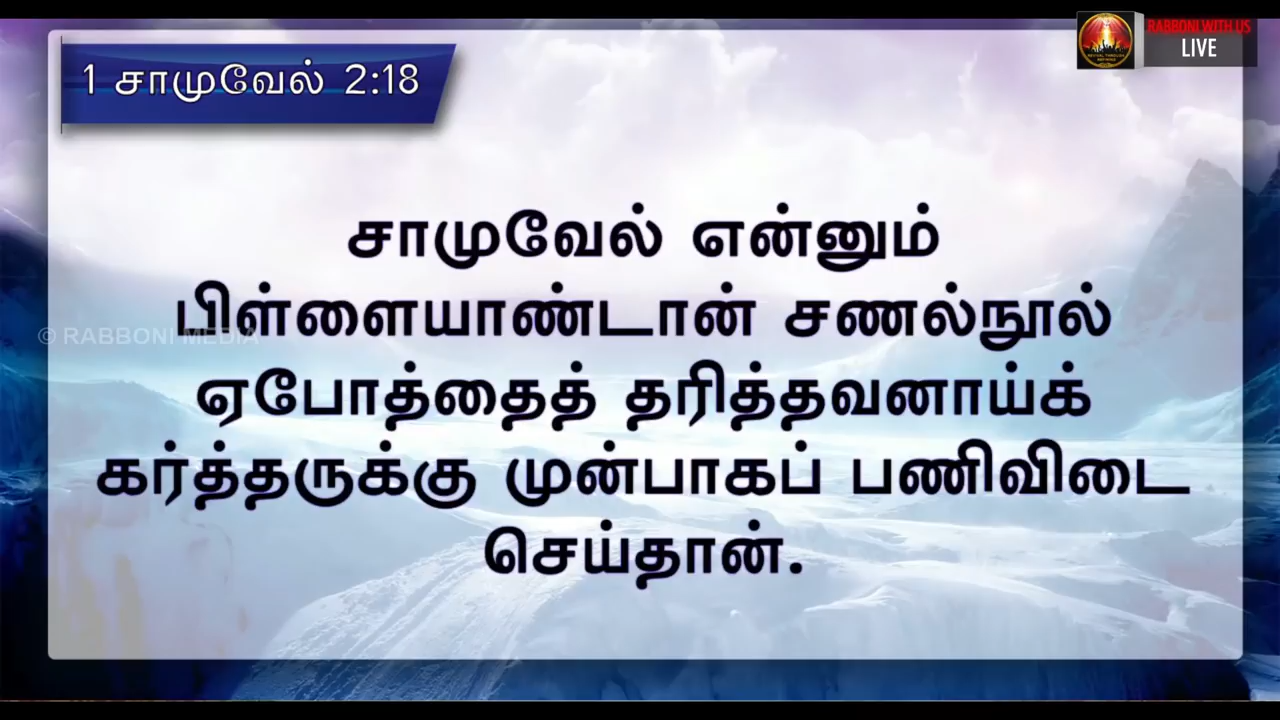 RABBONI WITH US
LIVE
1 சாமுவேல் 2:18
சாமுவேல் என்னும்
பிள்ளையாண்டான் சணல்நூல்
© RABBONI MEDIA
ஏபோத்தைத் தரித்தவனாய்க்
கர்த்தருக்கு முன்பாகப் பணிவிடை
செய்தான்.